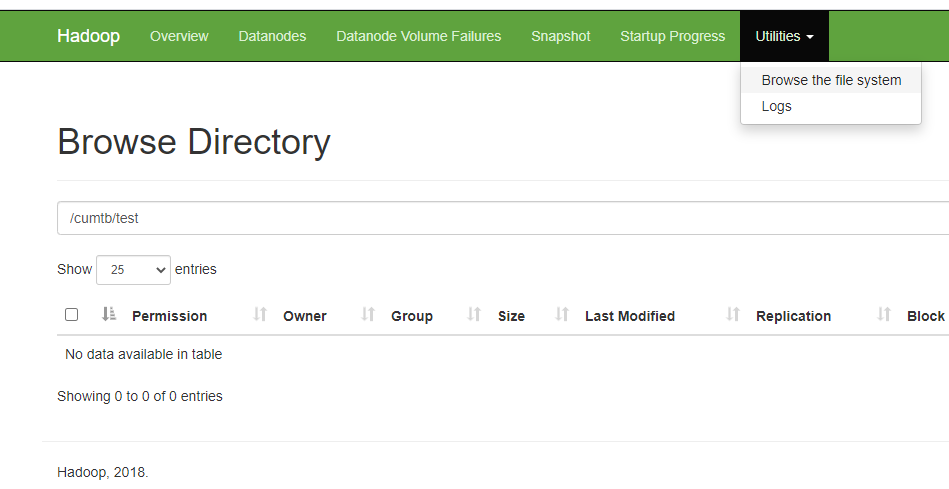 Hadoop Overview Datanodes Datanode Volume Failures Snapshot Startup Progress Utilities
Browse the file system
Logs
Browse Directory
/cumtb/test
Show 25 entries
Permission Owner Group Size Last Modified Replication Block
No data available in table
Showing 0 to 0 of 0 entries
Hadoop, 2018.